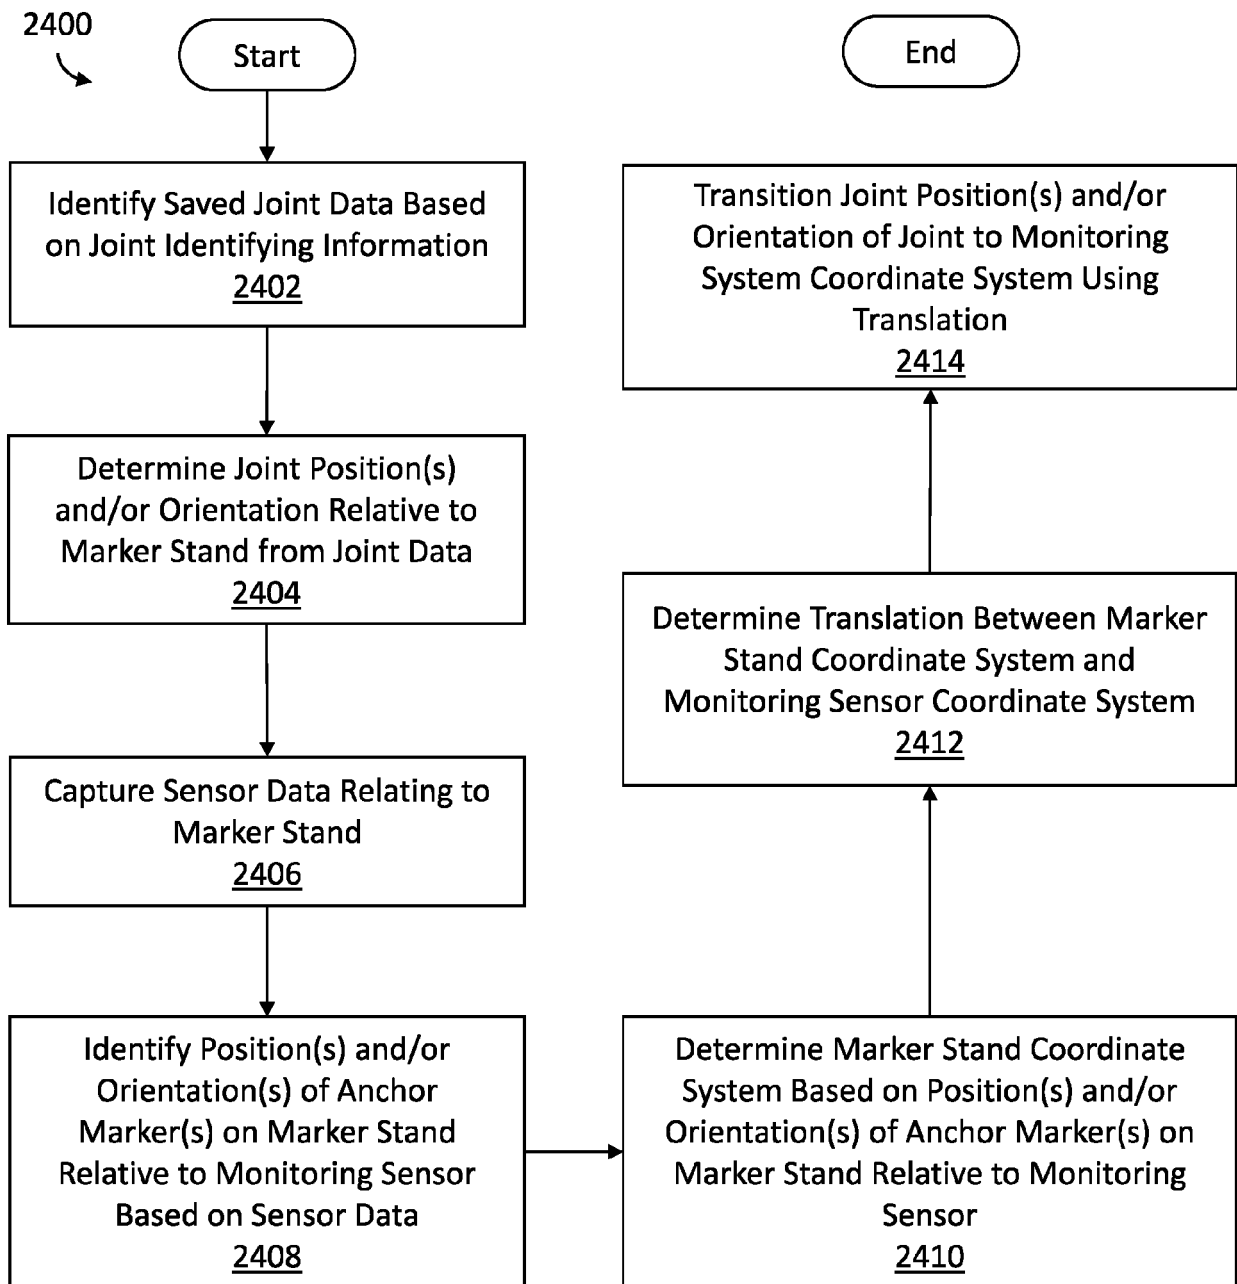 2400
Start
Identify Saved Joint Data Based
on Joint Identifying Information
2402
Determine Joint Position(s)
and/or Orientation Relative to
Marker Stand from Joint Data
2404
Capture Sensor Data Relating to
Marker Stand
2406
Identify Position(s) and/or
Orientation(s) of Anchor
Marker(s) on Marker Stand
Relative to Monitoring Sensor
Based on Sensor Data
2408
Determine Marker Stand Coordinate
System Based on Position(s) and/or
Orientation(s) of Anchor Marker(s) on
Marker Stand Relative to Monitoring
Sensor
2410
Determine Translation Between Marker
Stand Coordinate System and
Monitoring Sensor Coordinate System
2412
Transition Joint Position(s) and/or
Orientation of Joint to Monitoring
System Coordinate System Using
Translation
2414
End